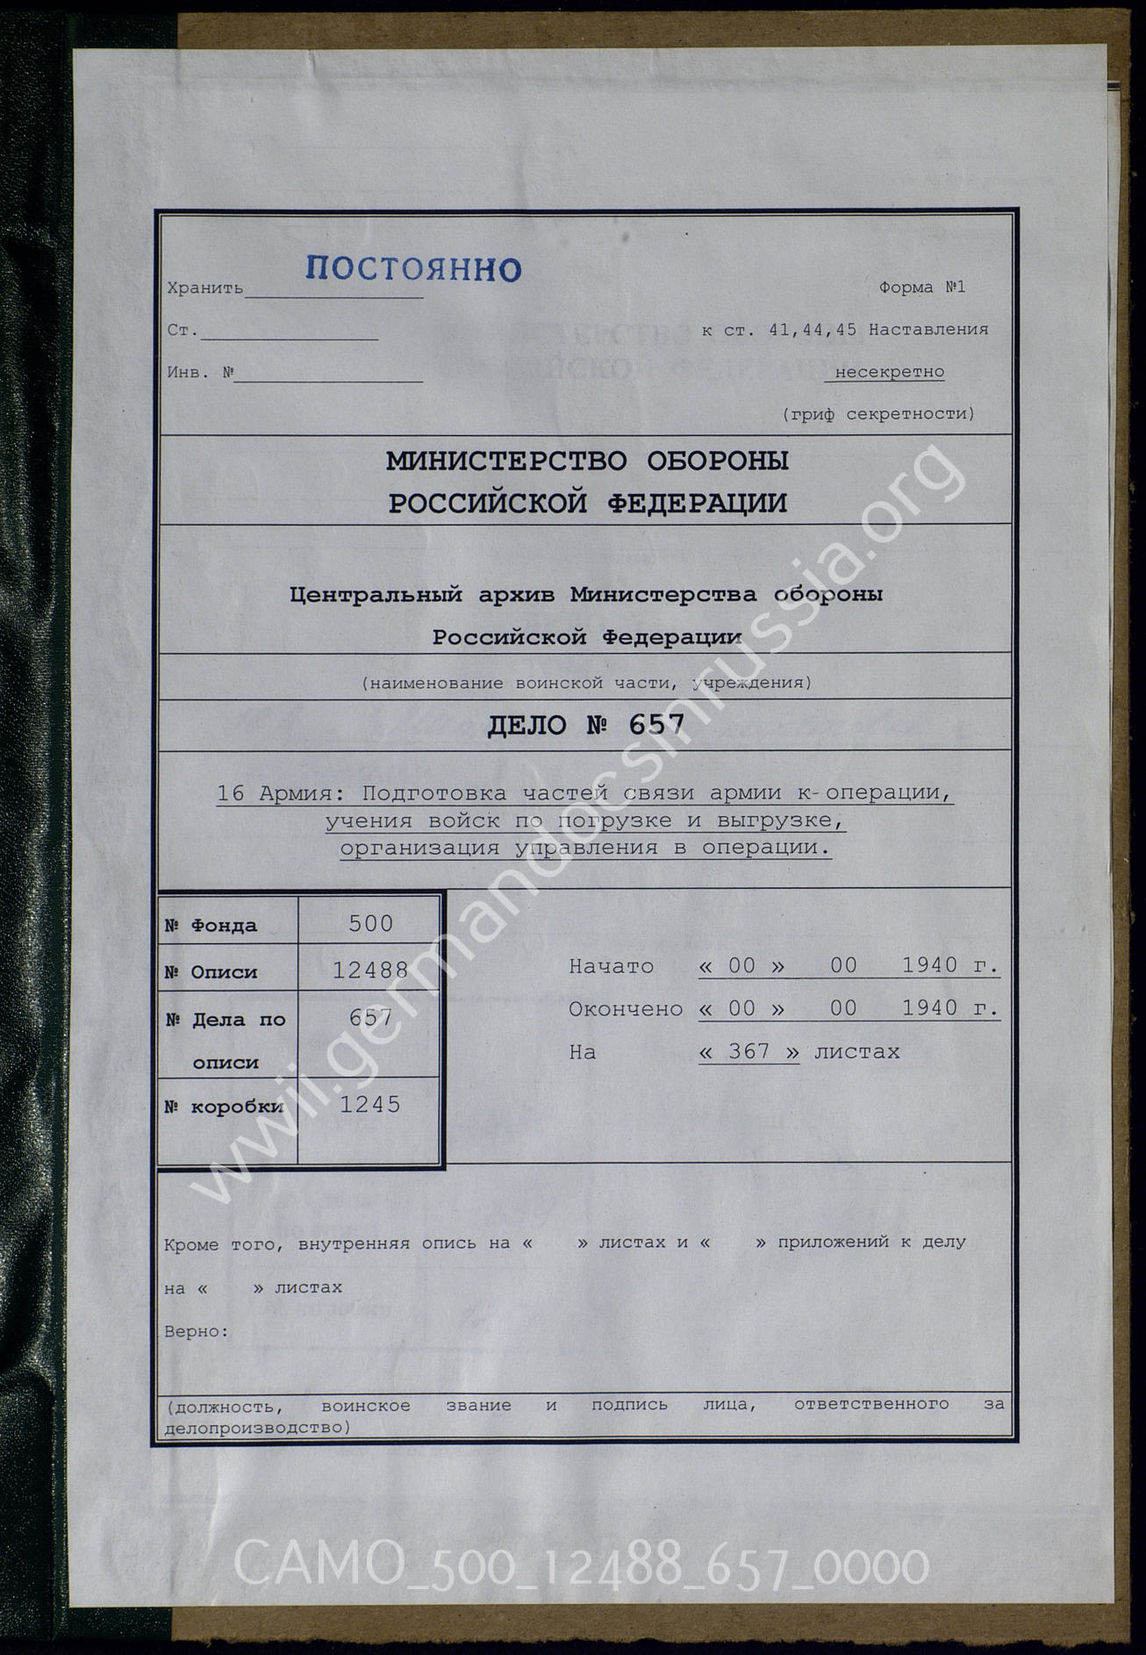 ПОСТОЯННО
Хранить
Форма №1
Ст.
к ст. 41,44,45 Наставления
Инв. №
несекретно
(гриф секретности)
МИНИСТЕРСТВО ОБОРОНЫ
РОССИЙСКОЙ ФЕДЕРАЦИИ
Центральный архив Министерства обороны
Российской Федерации
(наименование воинской части, учреждения)
ДЕЛО № 657
16 Армия: Подготовка частей связи армии к-операции,
учения войск по погрузке и выгрузке,
организация управления в операции.
№ Фонда 500
№ Описи 12488
№ Дела по 657
описи
№ коробки 1245
Начато « 00 » 00 1940 г.
Окончено « 00 » 00 1940 г.
На « 367 » листах
Кроме того, внутренняя опись на « » листах и « » приложений к делу
на « » листах
Верно:
(должность, воинское звание и подпись лица, ответственного за
делопроизводство)
wwii.germandocsinrussia.org
CAMO_500_12488_657_0000